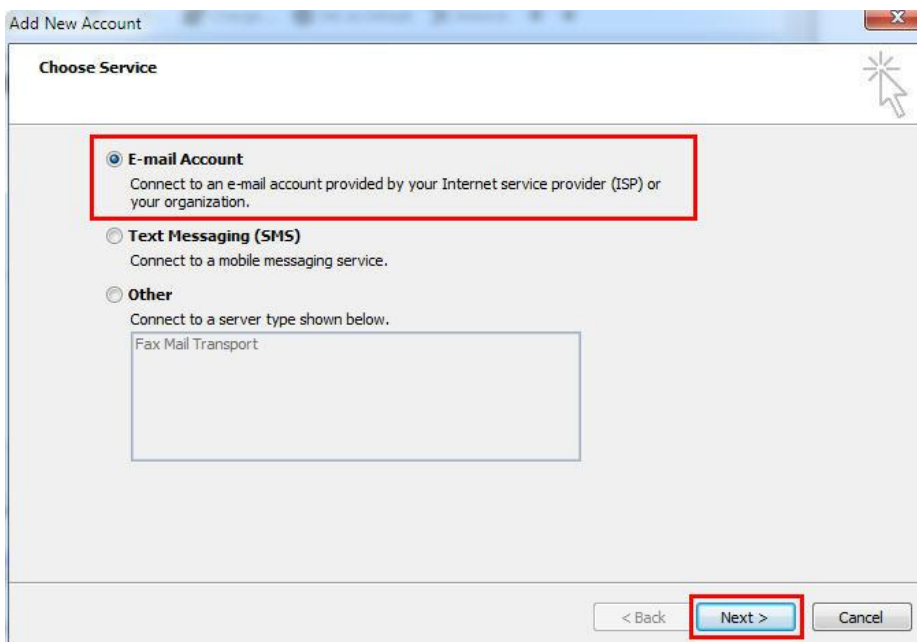 Add New Account
Choose Service
E-mail Account
Connect to an e-mail account provided by your Internet service provider (ISP) or
your organization.
Text Messaging (SMS)
Connect to a mobile messaging service.
Other
Connect to a server type shown below.
Fax Mail Transport
< Back Next > Cancel